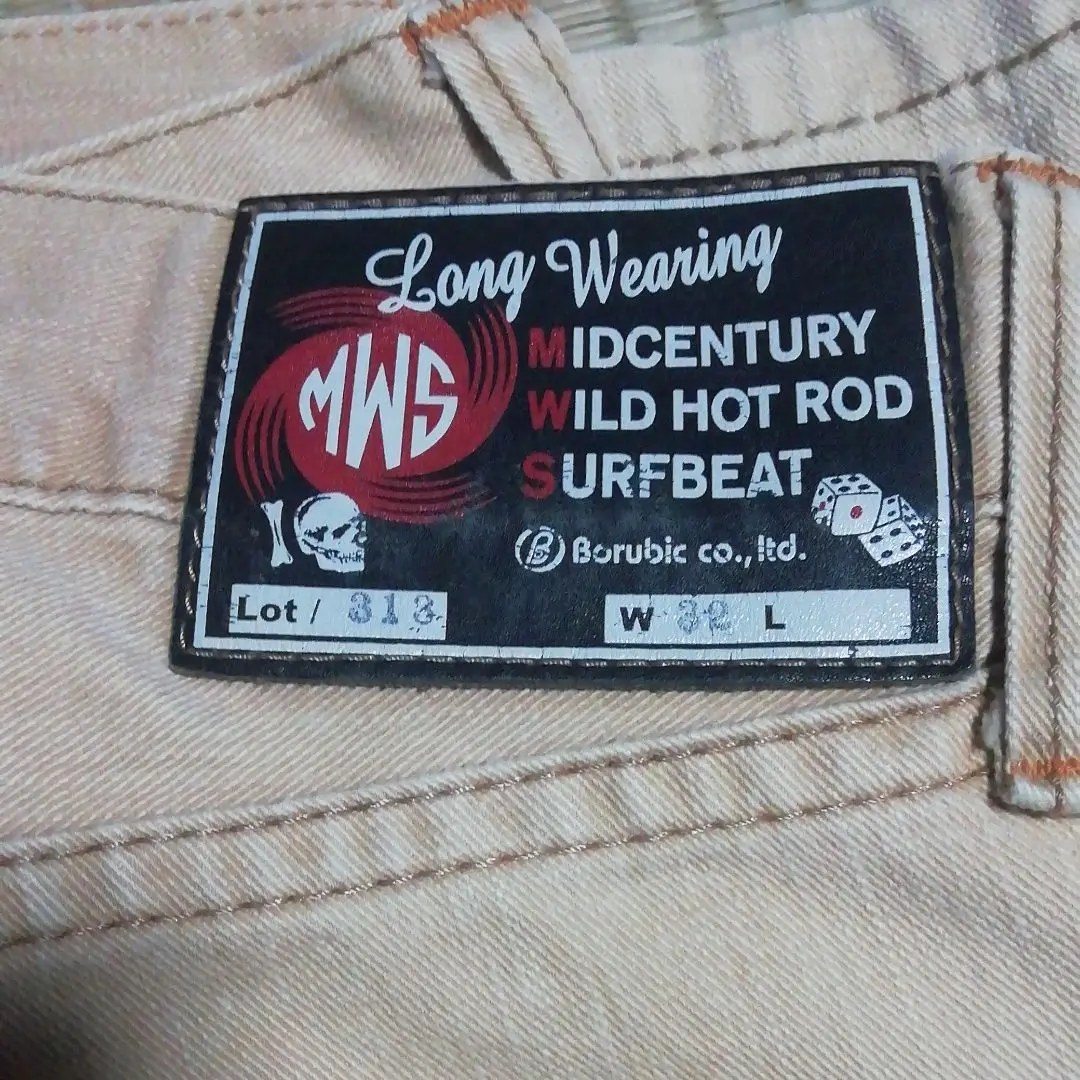 Long Wearing
MWS
MIDCENTURY
WILD HOT ROD
SURFBEAT
B Borubic co.,ltd.
Lot / 313
W 32 L